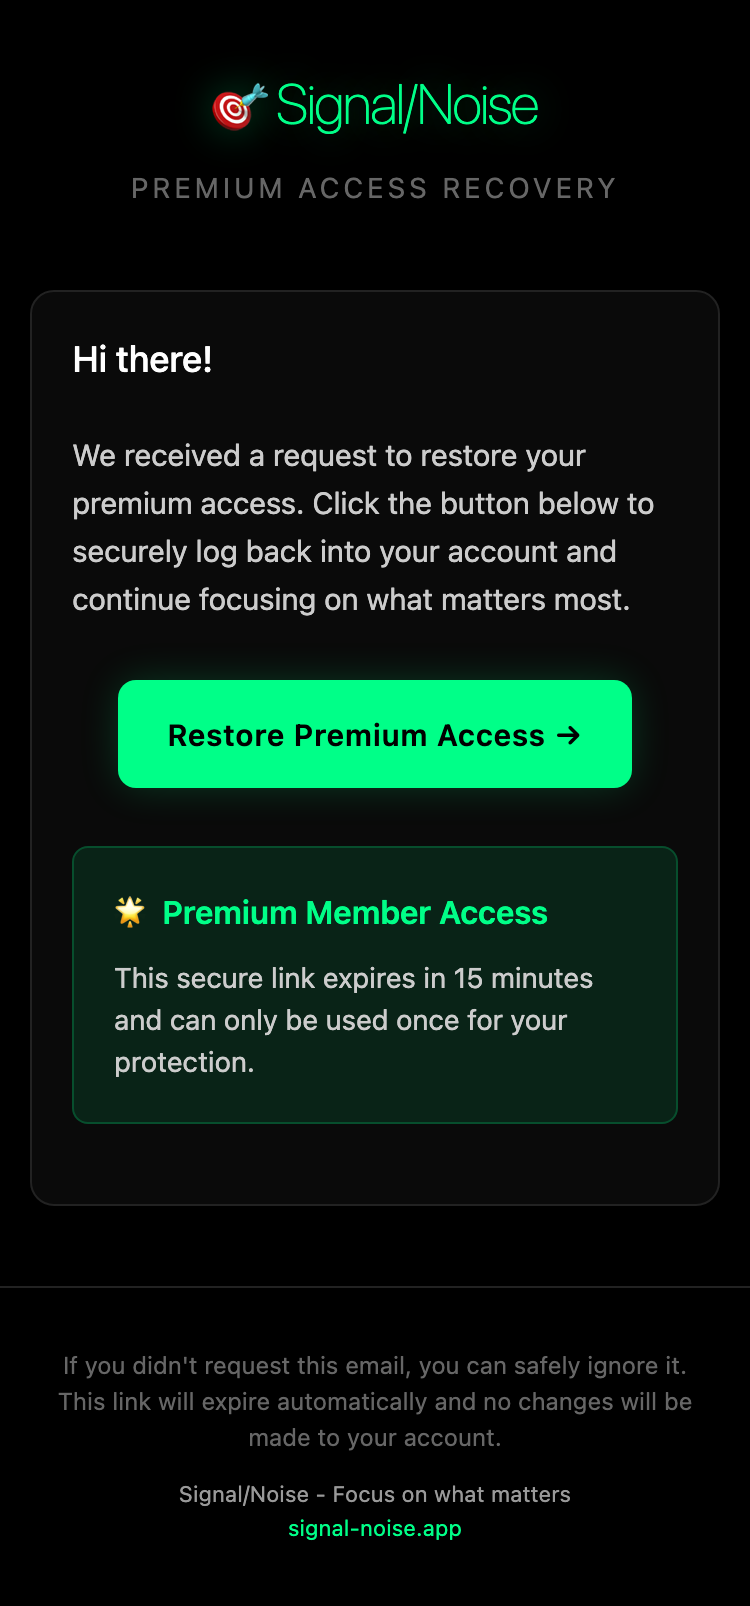 🎯 Signal/Noise
PREMIUM ACCESS RECOVERY
Hi there!
We received a request to restore your
premium access. Click the button below to
securely log back into your account and
continue focusing on what matters most.
Restore Premium Access →
🌟 Premium Member Access
This secure link expires in 15 minutes
and can only be used once for your
protection.
If you didn't request this email, you can safely ignore it.
This link will expire automatically and no changes will be
made to your account.
Signal/Noise - Focus on what matters
signal-noise.app